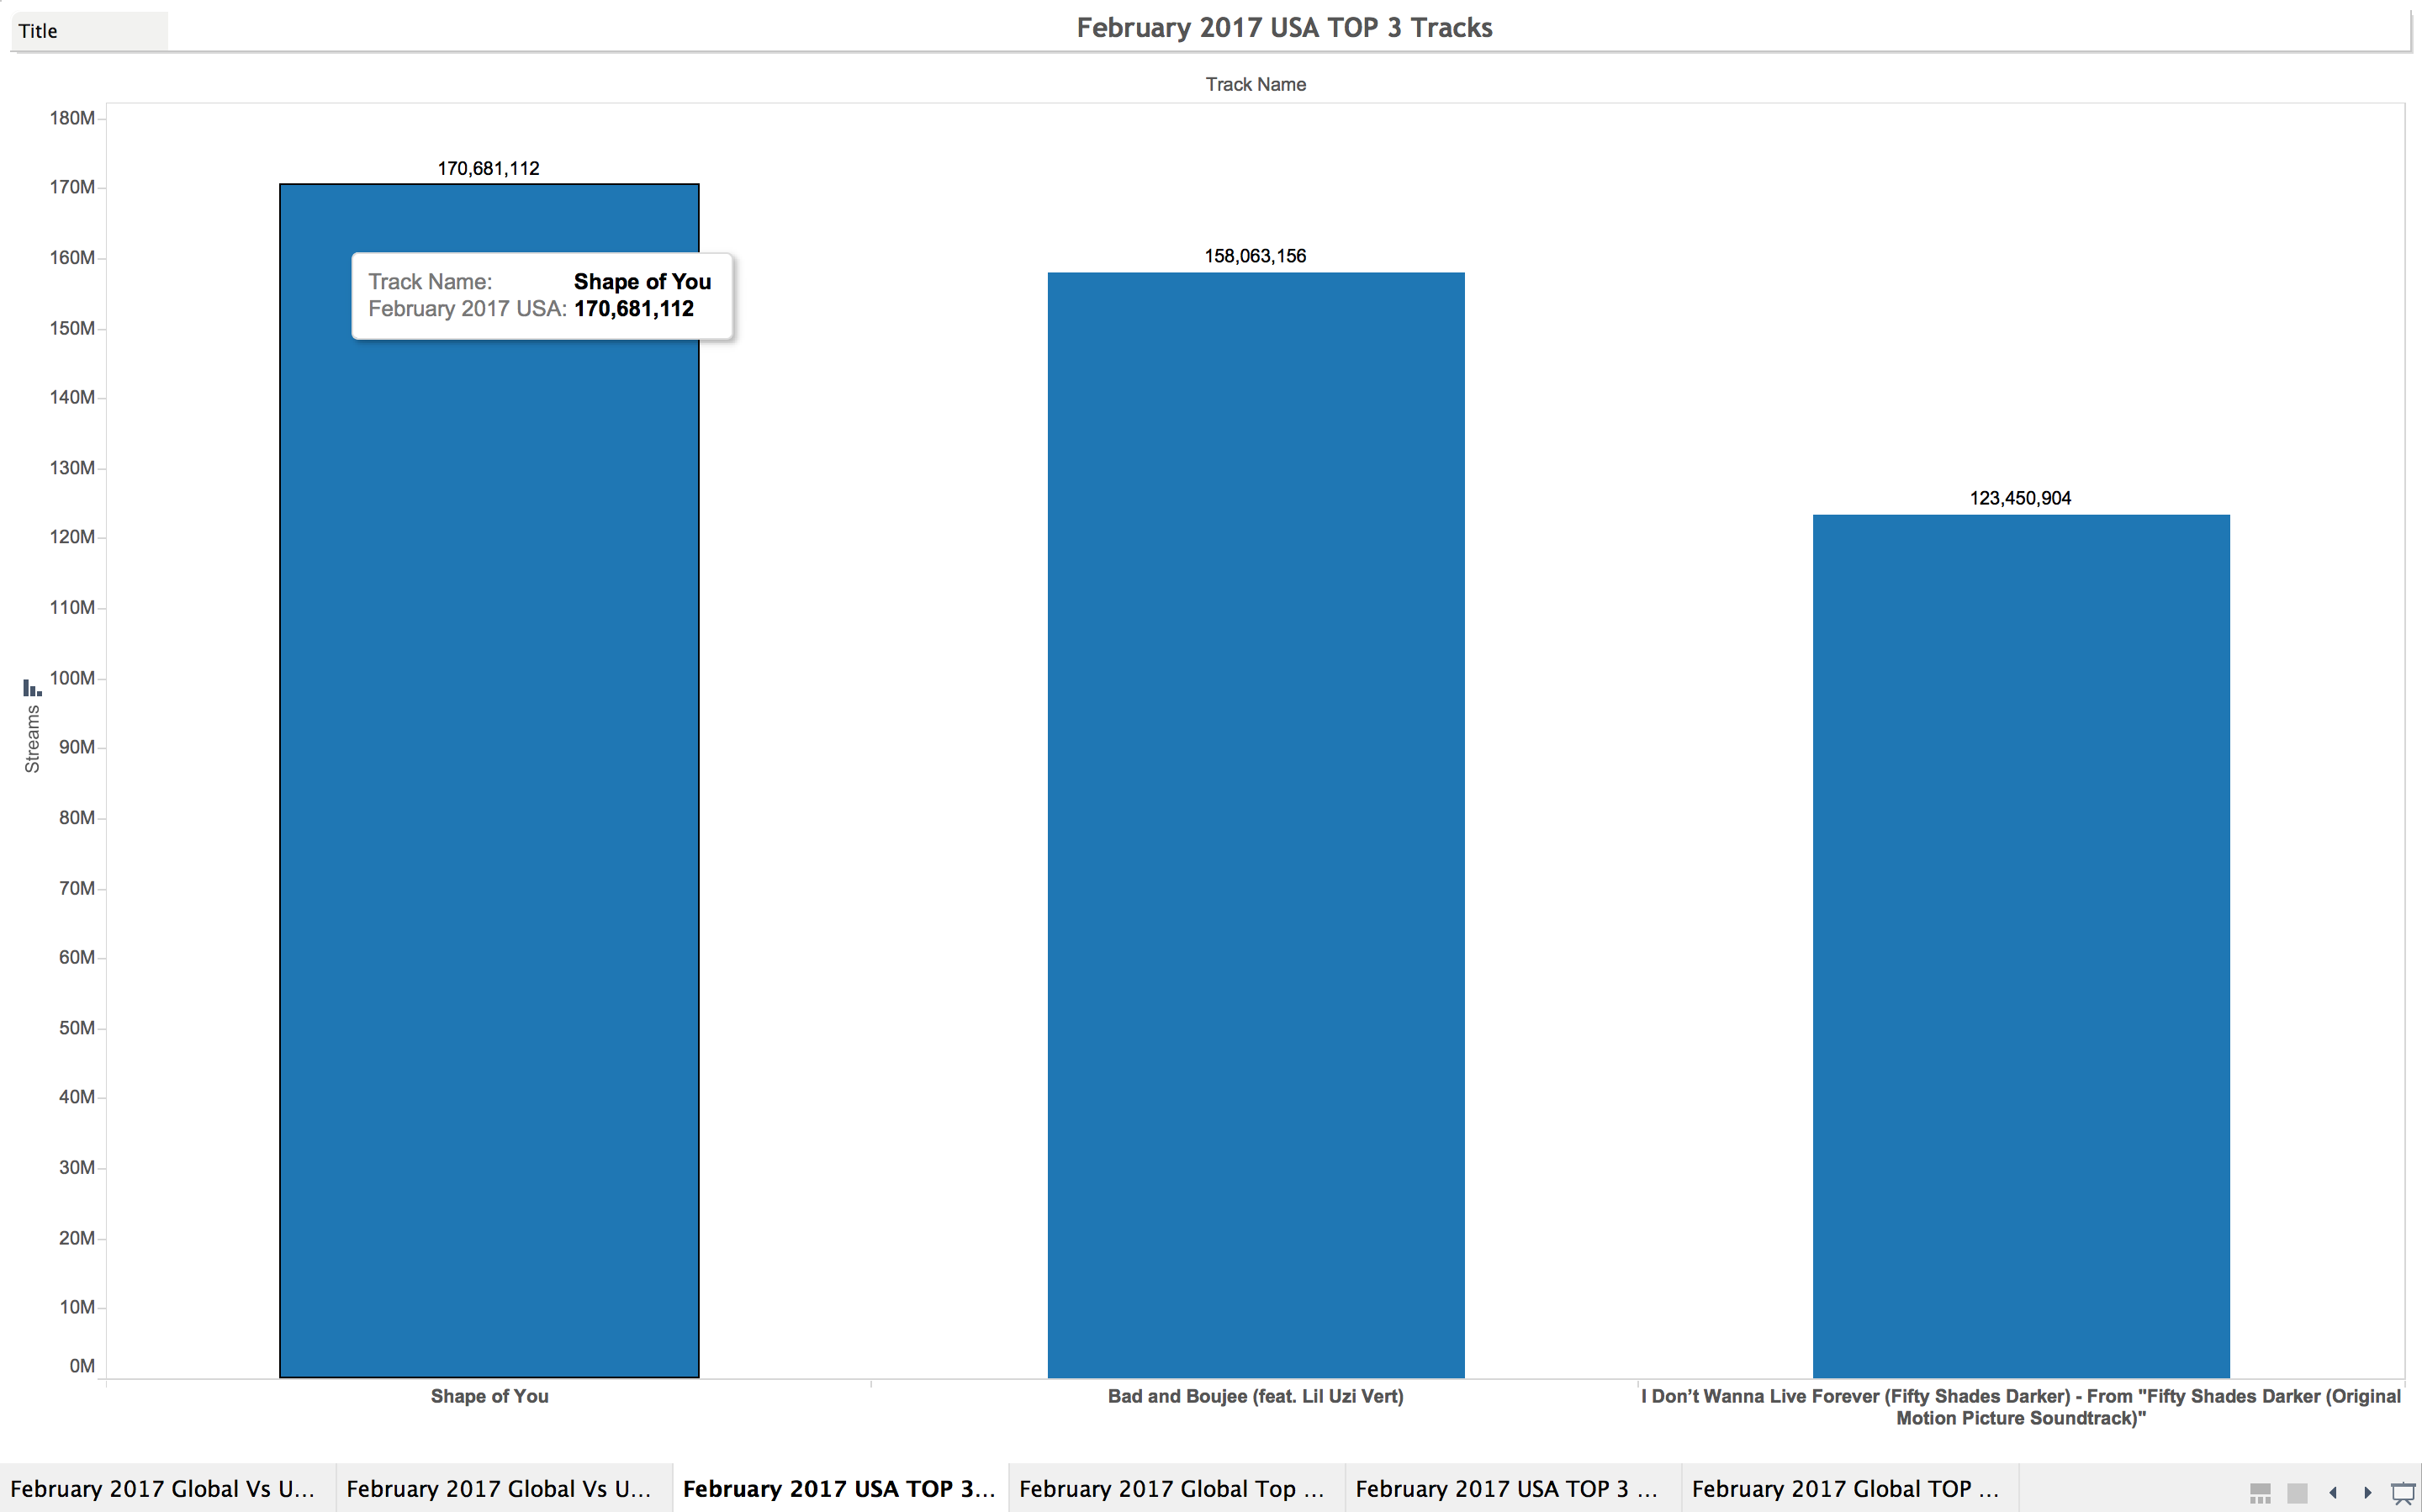 Title
February 2017 USA TOP 3 Tracks
Track Name
180M
170M
160M
150M
140M
130M
120M
110M
100M
90M
80M
70M
60M
50M
40M
30M
20M
10M
0M
Streams
170,681,112
158,063,156
123,450,904
Track Name: Shape of You
February 2017 USA: 170,681,112
Shape of You
Bad and Boujee (feat. Lil Uzi Vert)
I Don’t Wanna Live Forever (Fifty Shades Darker) - From "Fifty Shades Darker (Original
Motion Picture Soundtrack)"
February 2017 Global Vs U... February 2017 Global Vs U... February 2017 USA TOP 3... February 2017 Global Top ... February 2017 USA TOP 3 ... February 2017 Global TOP ...